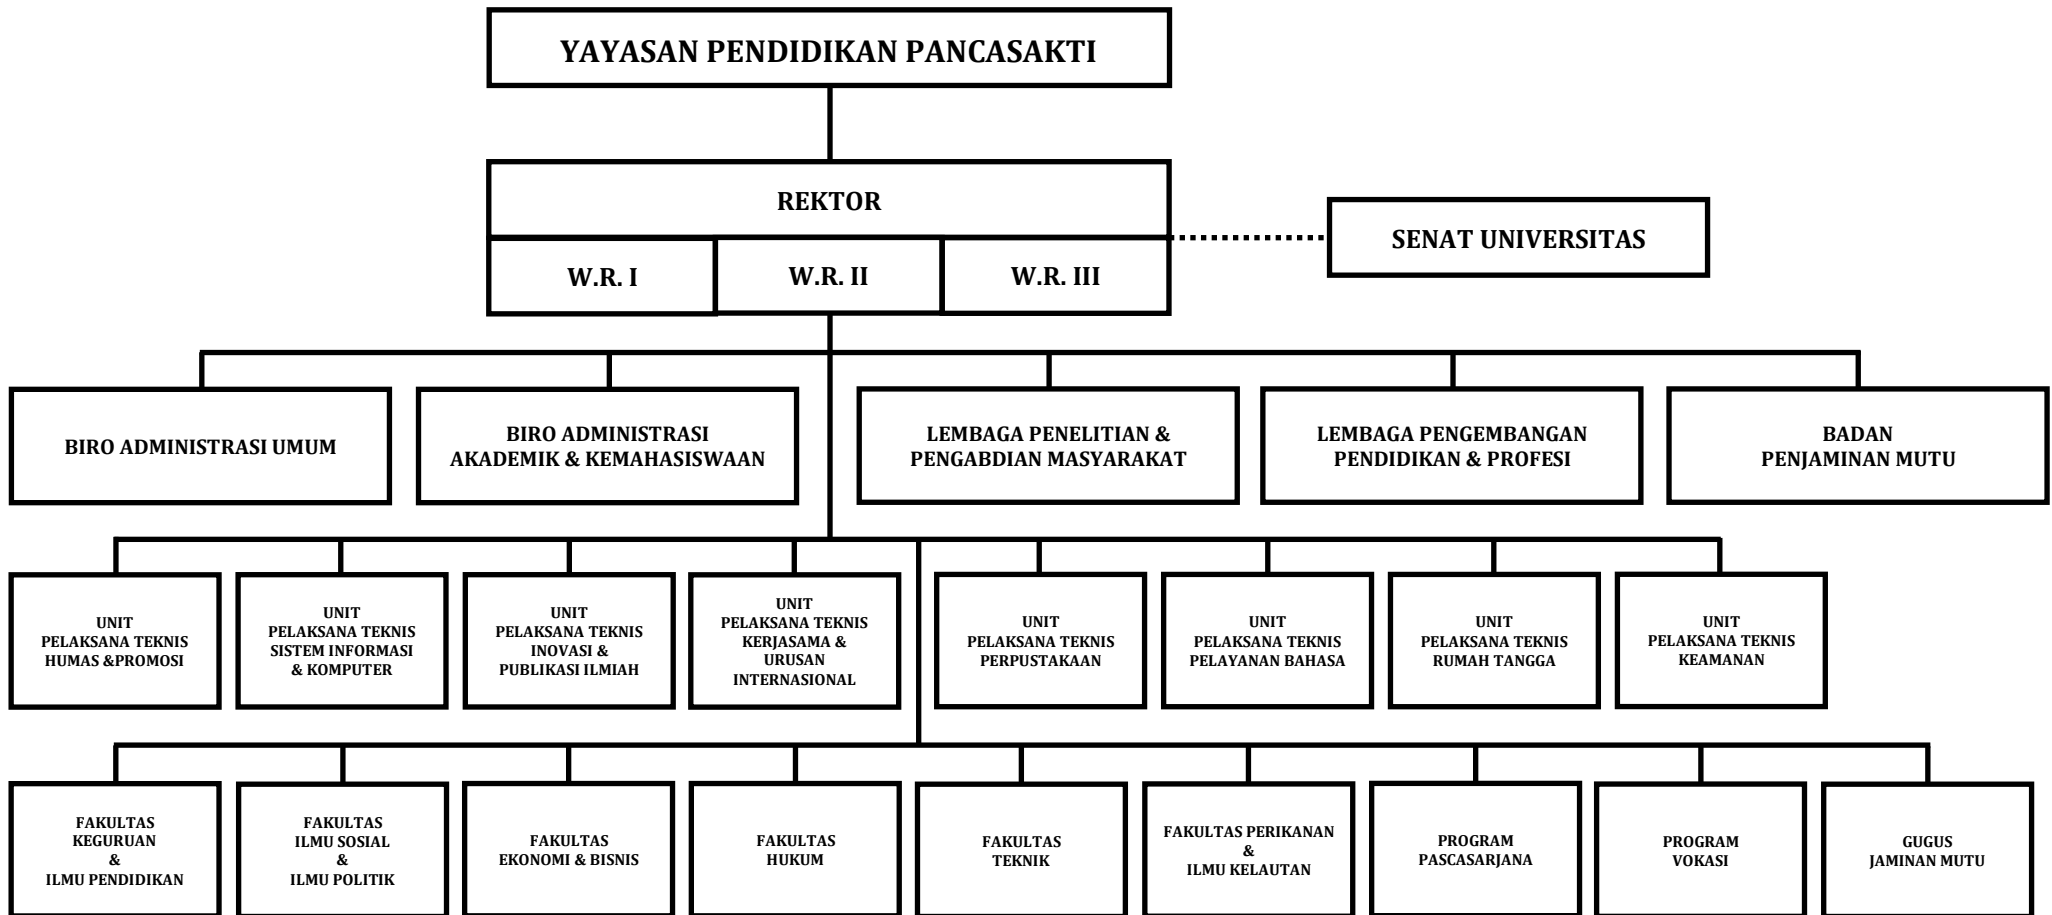 YAYASAN PENDIDIKAN PANCASAKTI
REKTOR
SENAT UNIVERSITAS
W.R. I
W.R. II
W.R. III
BIRO ADMINISTRASI UMUM
BIRO ADMINISTRASI
AKADEMIK & KEMAHASISWAAN
LEMBAGA PENELITIAN &
PENGABDIAN MASYARAKAT
LEMBAGA PENGEMBANGAN
PENDIDIKAN & PROFESI
BADAN
PENJAMINAN MUTU
UNIT
PELAKSANA TEKNIS
HUMAS &PROMOSI
UNIT
PELAKSANA TEKNIS
SISTEM INFORMASI
& KOMPUTER
UNIT
PELAKSANA TEKNIS
INOVASI &
PUBLIKASI ILMIAH
UNIT
PELAKSANA TEKNIS
KERJASAMA &
URUSAN
INTERNASIONAL
UNIT
PELAKSANA TEKNIS
PERPUSTAKAAN
UNIT
PELAKSANA TEKNIS
PELAYANAN BAHASA
UNIT
PELAKSANA TEKNIS
RUMAH TANGGA
UNIT
PELAKSANA TEKNIS
KEAMANAN
FAKULTAS
KEGURUAN
&
ILMU PENDIDIKAN
FAKULTAS
ILMU SOSIAL
&
ILMU POLITIK
FAKULTAS
EKONOMI & BISNIS
FAKULTAS
HUKUM
FAKULTAS
TEKNIK
FAKULTAS PERIKANAN
&
ILMU KELAUTAN
PROGRAM
PASCASARJANA
PROGRAM
VOKASI
GUGUS
JAMINAN MUTU